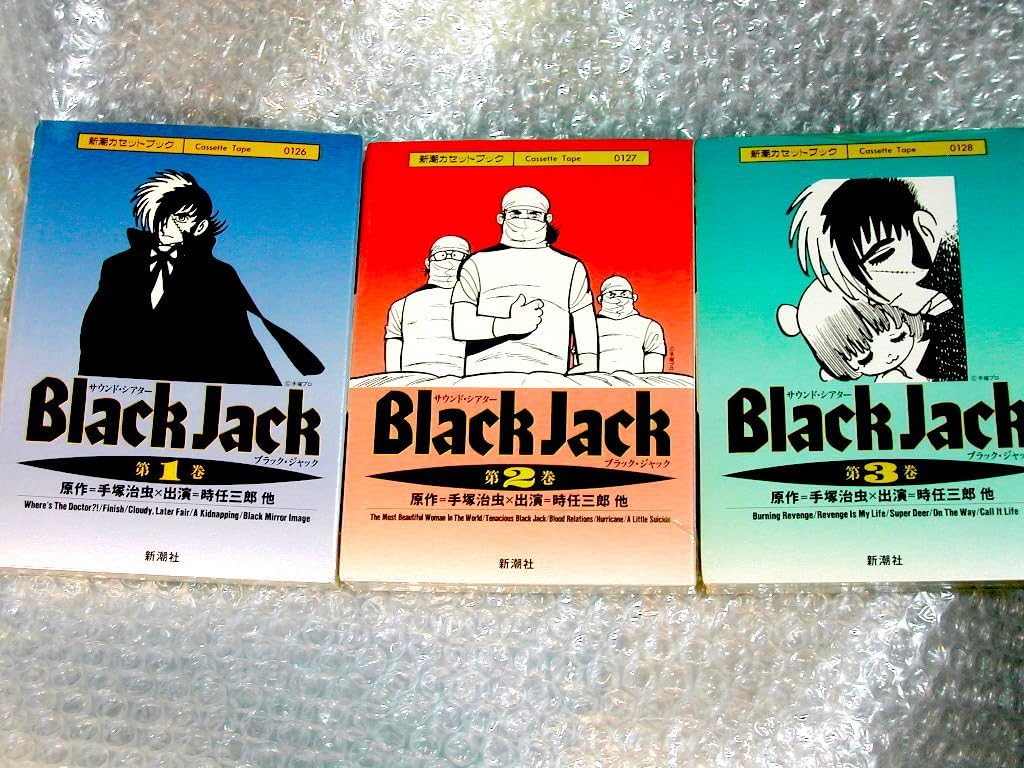 新潮カセットブック Cassette Tape 0126
©手塚プロ
サウンド・シアター
Black Jack
ブラック・ジャック
第1巻
原作=手塚治虫×出演=時任三郎 他
Where's The Doctor?!/Finish/Cloudy, Later Fair/A Kidnapping/Black Mirror Image
新潮社
新潮カセットブック Cassette Tape 0127
©手塚プロ
サウンド・シアター
Black Jack
ブラック・ジャック
第2巻
原作=手塚治虫×出演=時任三郎 他
The Most Beautiful Woman In The World/Tenacious Black Jack/Blood Relations/Hurricane/A Little Suicide
新潮社
新潮カセットブック Cassette Tape 0128
©手塚プロ
サウンド・シアター
Black Jack
ブラック・ジャッ
第3巻
原作=手塚治虫×出演=時任三郎 他
Burning Revenge/Revenge Is My Life/Super Deer/On The Way/Call It Life
新潮社